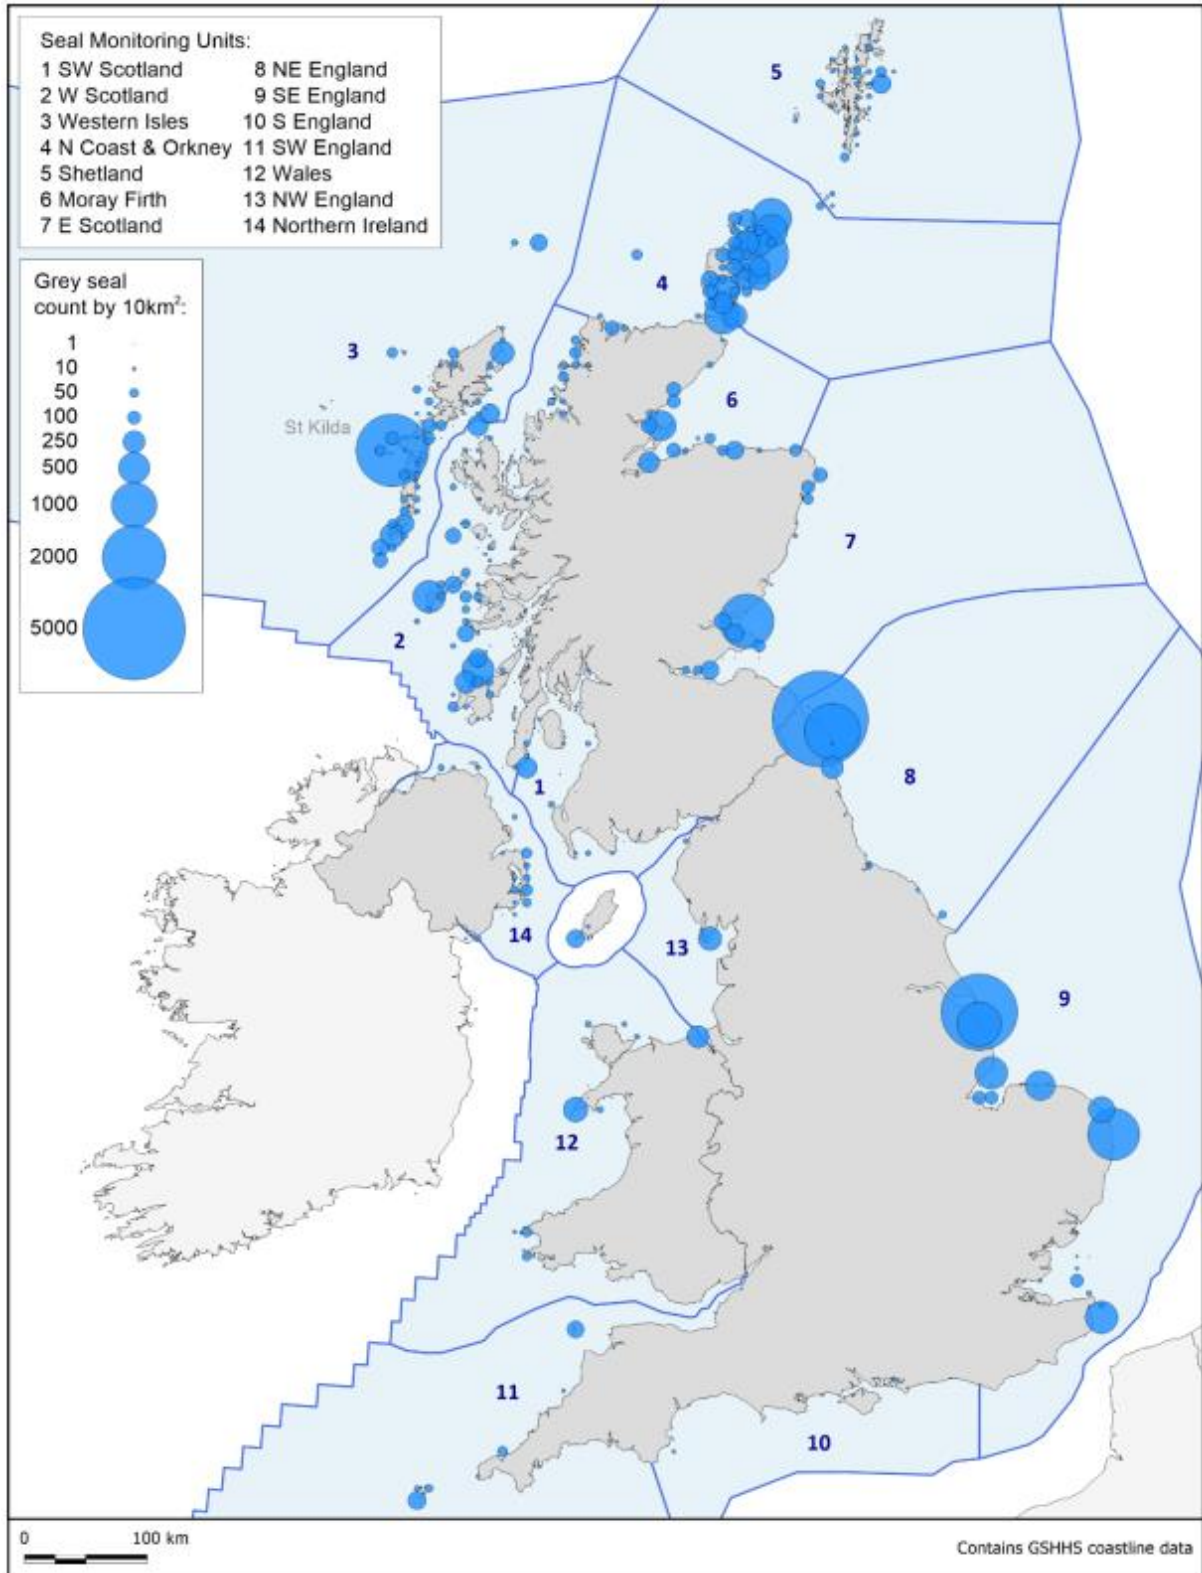 Seal Monitoring Units:
1 SW Scotland 8 NE England
2 W Scotland 9 SE England
3 Western Isles 10 S England
4 N Coast & Orkney 11 SW England
5 Shetland 12 Wales
6 Moray Firth 13 NW England
7 E Scotland 14 Northern Ireland
Grey seal
count by 10km²:
1
10
50
100
250
500
1000
2000
5000
5
4
3
6
St Kilda
7
2
8
1
14
13
9
12
11
10
0 100 km
Contains GSHHS coastline data